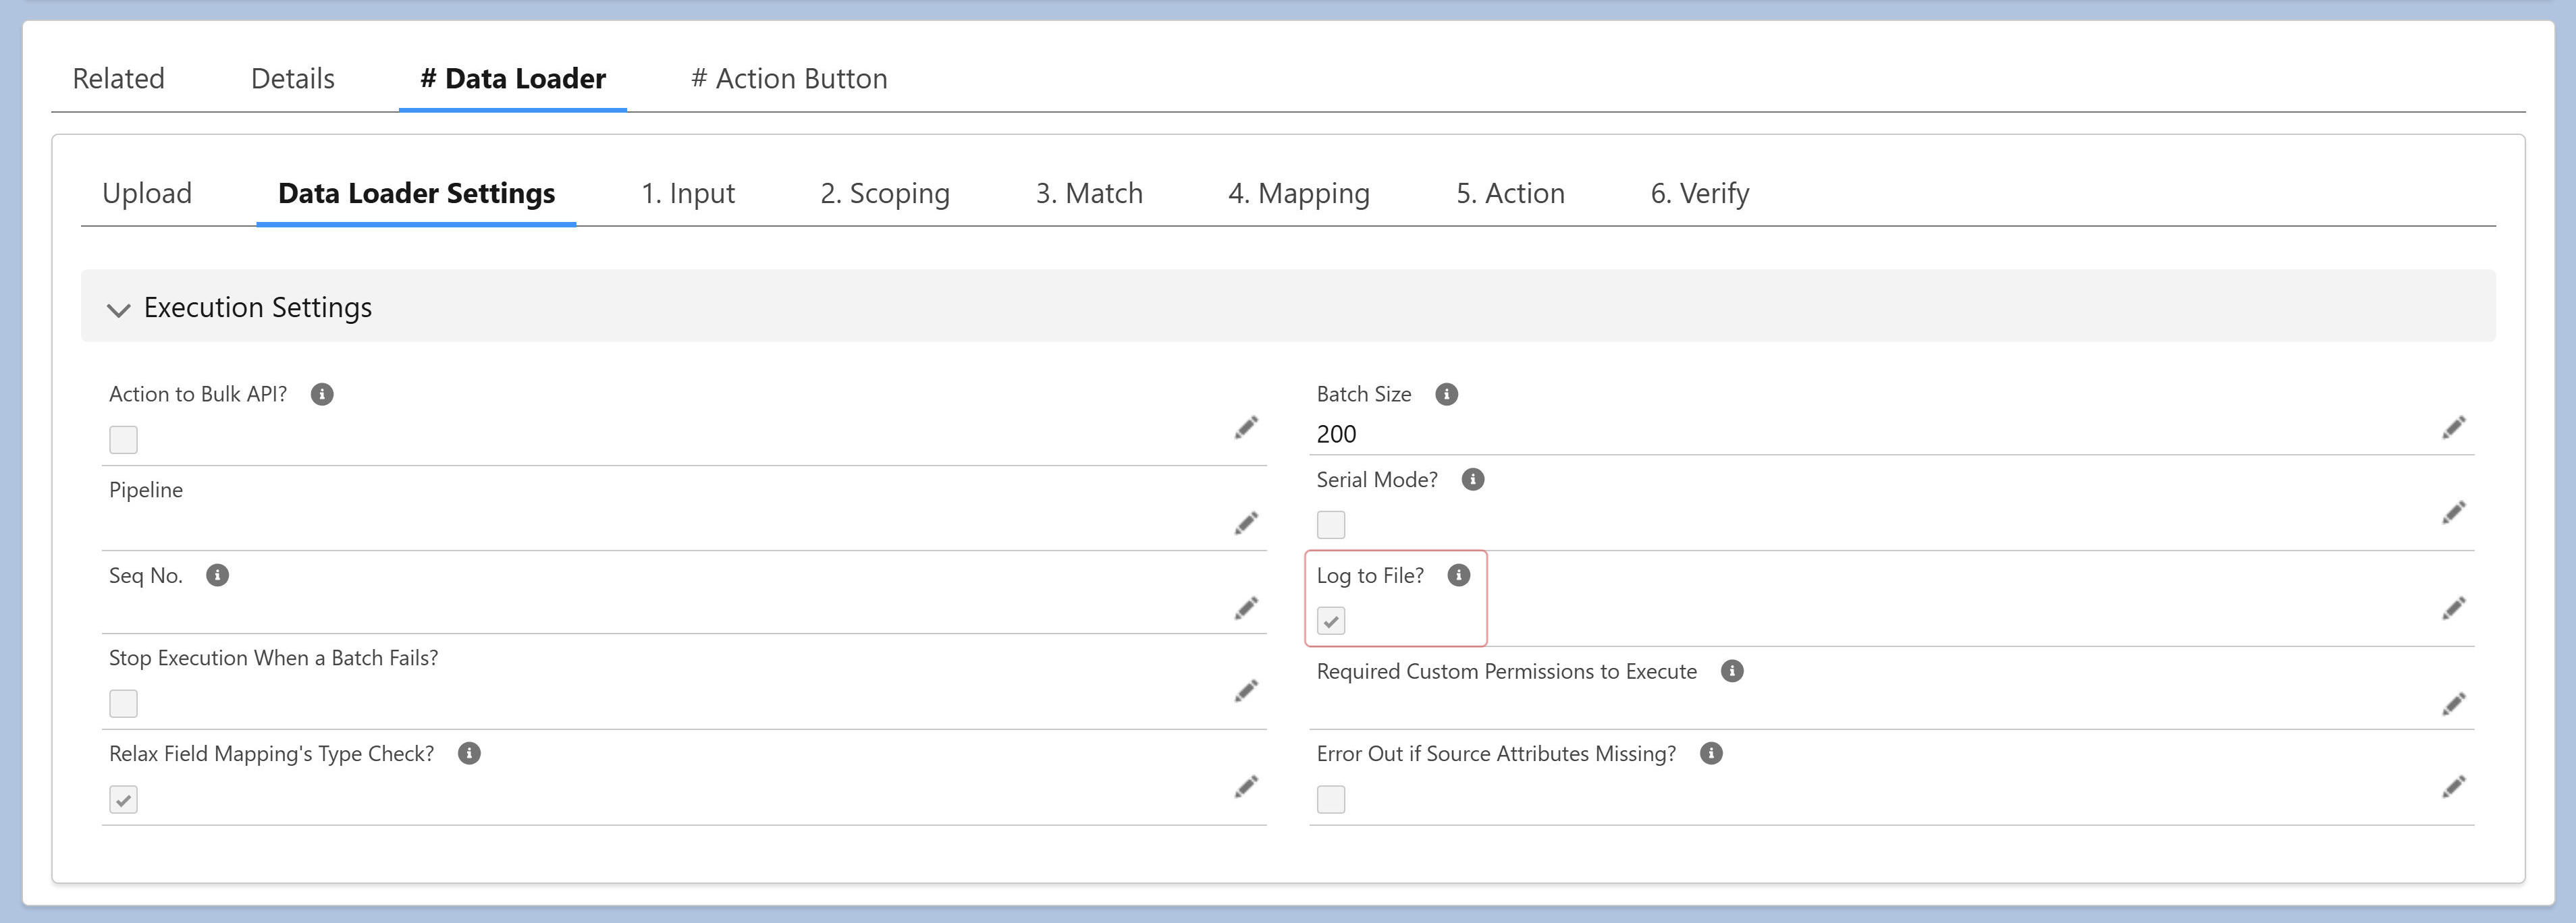 Related Details # Data Loader # Action Button
Upload Data Loader Settings 1. Input 2. Scoping 3. Match 4. Mapping 5. Action 6. Verify
Execution Settings
Action to Bulk API?
Batch Size
200
Pipeline
Serial Mode?
Seq No.
Log to File?
Stop Execution When a Batch Fails?
Required Custom Permissions to Execute
Relax Field Mapping's Type Check?
Error Out if Source Attributes Missing?